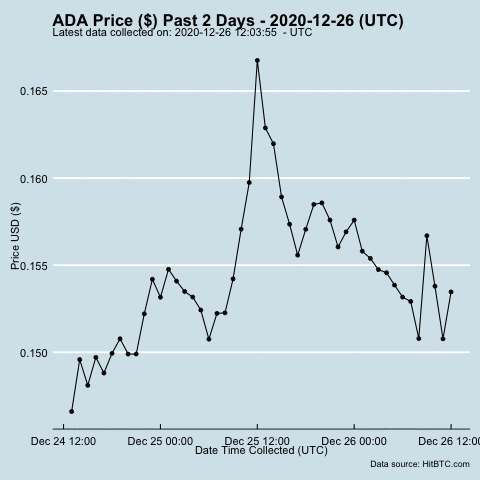 ADA Price ($) Past 2 Days - 2020-12-26 (UTC)
Latest data collected on: 2020-12-26 12:03:55 - UTC
0.165
0.160
0.155
0.150
Price USD ($)
Dec 24 12:00 Dec 25 00:00 Dec 25 12:00 Dec 26 00:00 Dec 26 12:00
Date Time Collected (UTC)
Data source: HitBTC.com